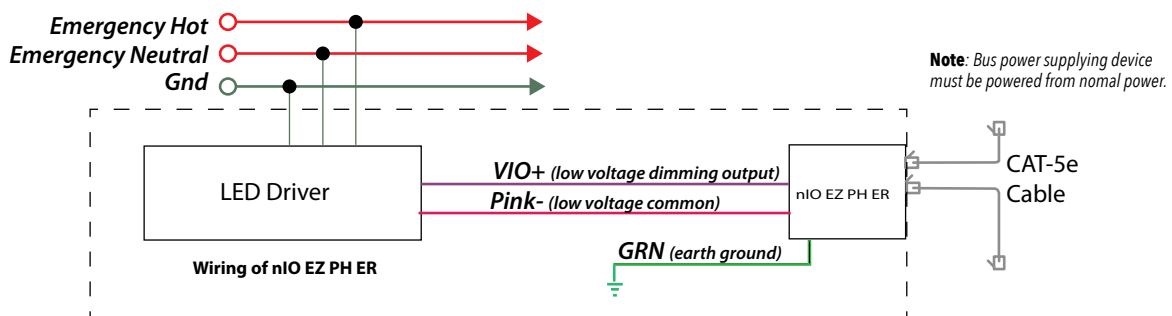 Emergency Hot
Emergency Neutral
Gnd
Note: Bus power supplying device
must be powered from nomal power.
LED Driver
VIO+ (low voltage dimming output)
Pink- (low voltage common)
nIO EZ PH ER
CAT-5e
Cable
GRN (earth ground)
Wiring of nIO EZ PH ER